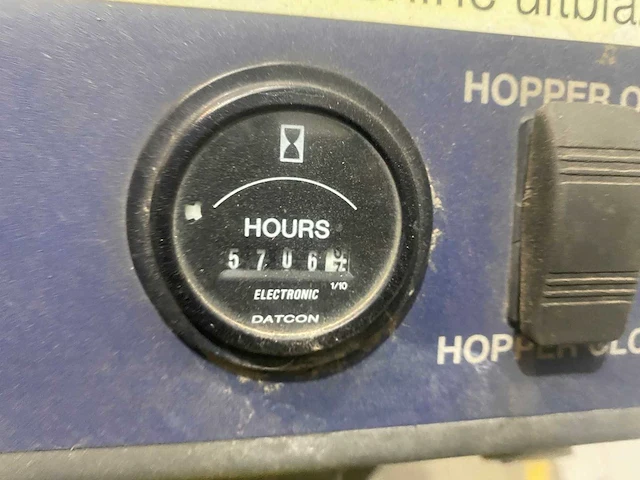 HOPPER
HOURS
5706
1/10
ELECTRONIC
DATCON
HOPPER